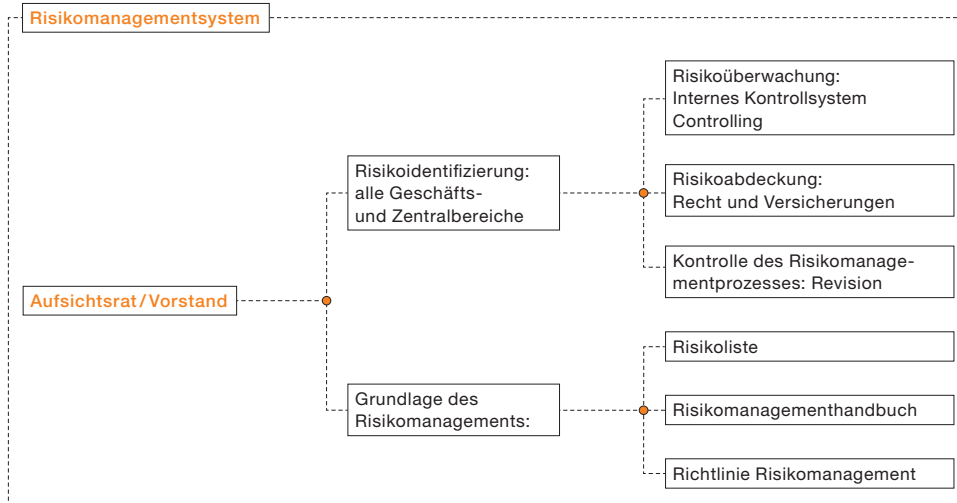 Risikomanagementsystem
Risikoüberwachung:
Internes Kontrollsystem
Controlling
Risikoidentifizierung:
alle Geschäfts-
und Zentralbereiche
Risikoabdeckung:
Recht und Versicherungen
Kontrolle des Risikomanage-
mentprozesses: Revision
Aufsichtsrat / Vorstand
Risikoliste
Grundlage des
Risikomanagements:
Risikomanagementhandbuch
Richtlinie Risikomanagement